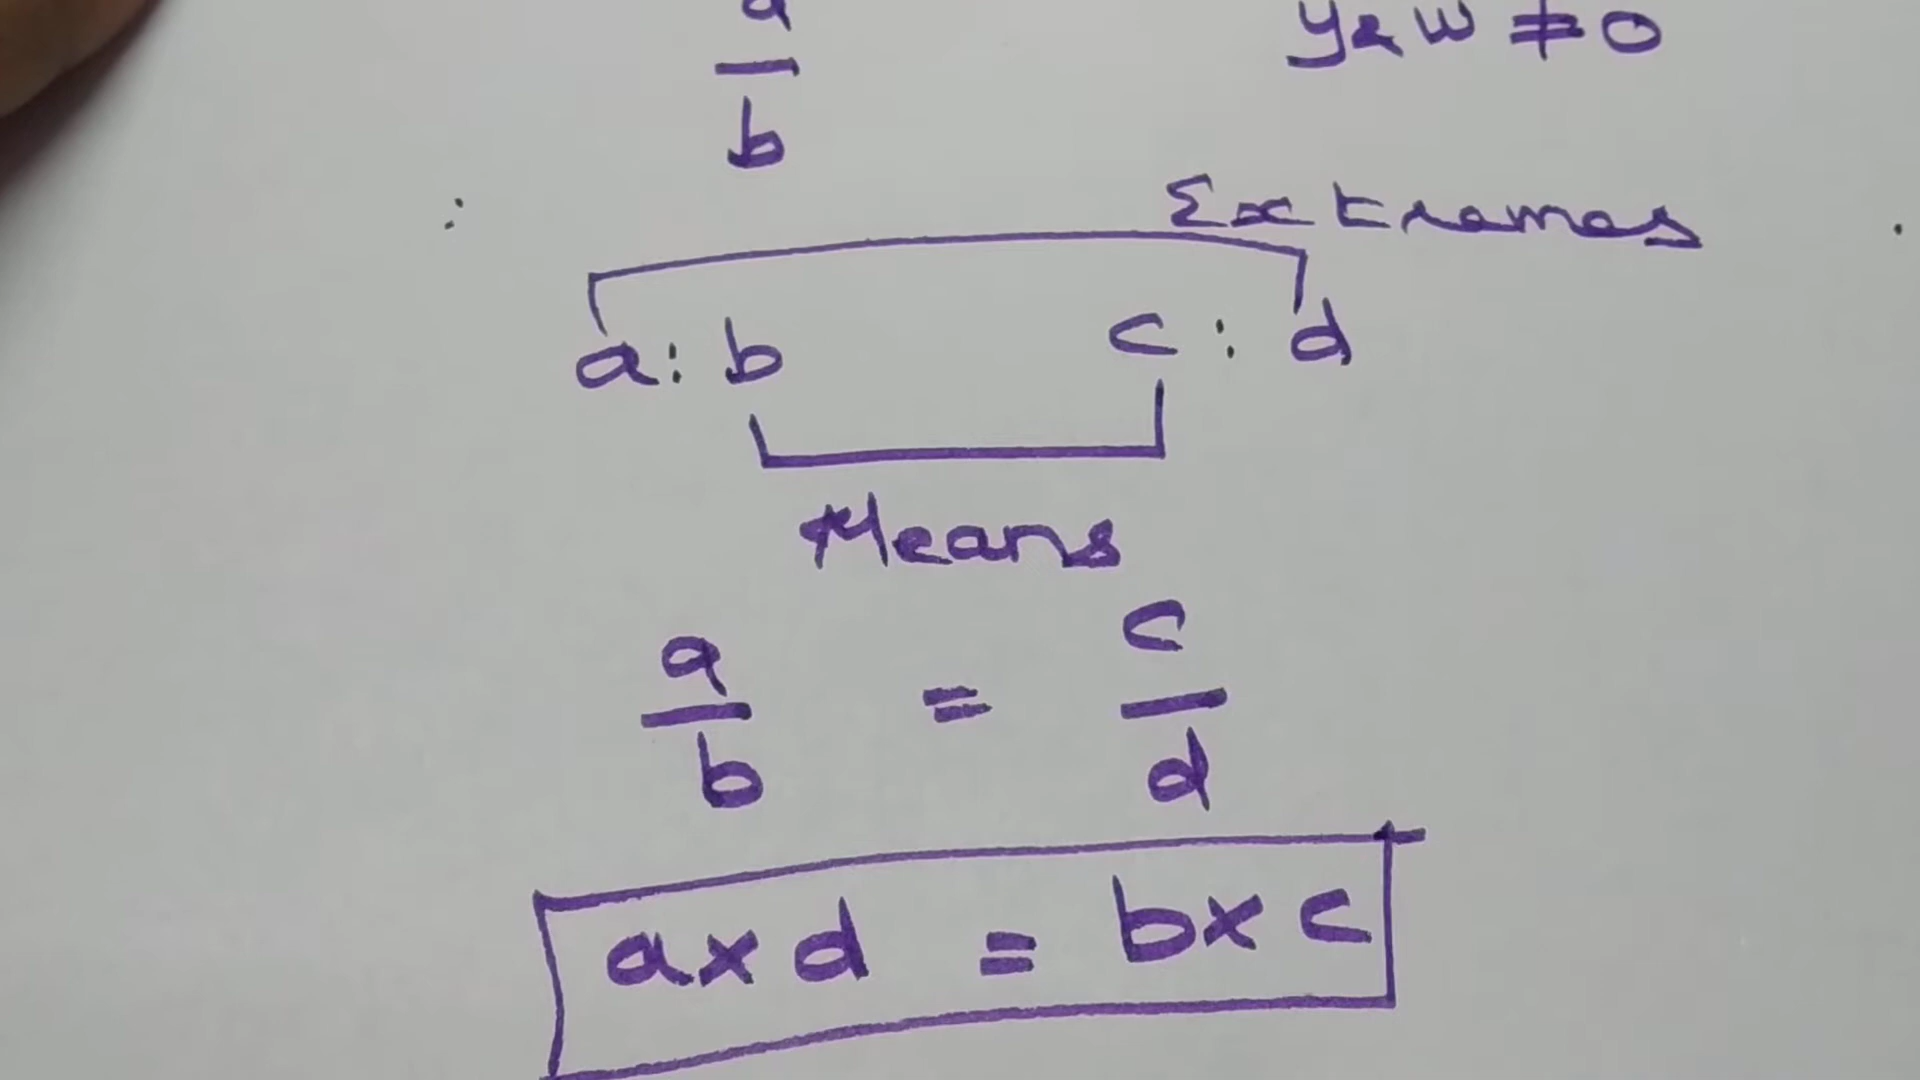 a
—
b
y & w ≠ 0
Extremes
a : b c : d
Means
a/b = c/d
a x d = b x c